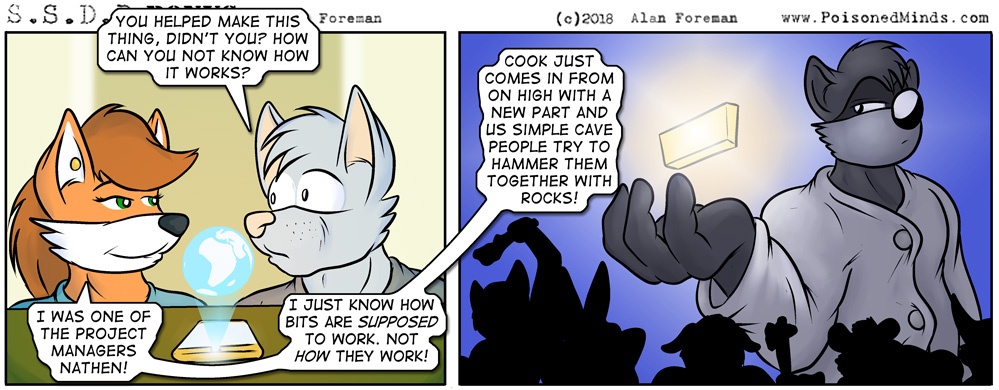 S.S.D.D.
Foreman
(c)2018 Alan Foreman
www.PoisonedMinds.com
YOU HELPED MAKE THIS
THING, DIDN'T YOU? HOW
CAN YOU NOT KNOW HOW
IT WORKS?
I WAS ONE OF
THE PROJECT
MANAGERS
NATHEN!
I JUST KNOW HOW
BITS ARE SUPPOSED
TO WORK. NOT
HOW THEY WORK!
COOK JUST
COMES IN FROM
ON HIGH WITH A
NEW PART AND
US SIMPLE CAVE
PEOPLE TRY TO
HAMMER THEM
TOGETHER WITH
ROCKS!